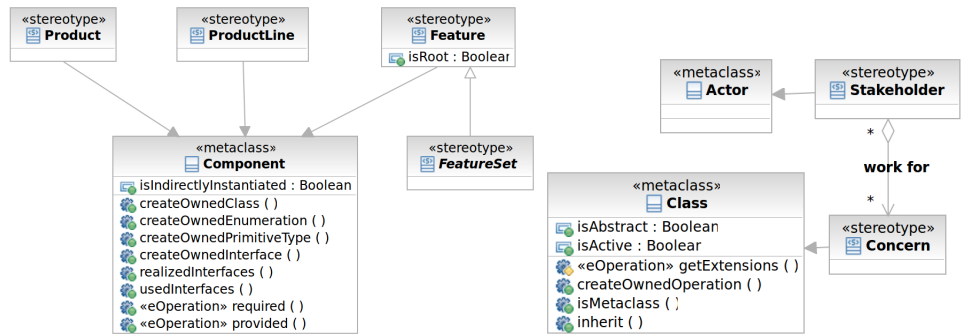 «stereotype»
Product
«stereotype»
ProductLine
«stereotype»
Feature
isRoot : Boolear
«metaclass»
Actor
«stereotype»
Stakeholder
«metaclass»
Component
isIndirectlyInstantiated : Boolean
createOwnedClass ( )
createOwnedEnumeration ( )
createOwnedPrimitiveType ( )
createOwnedInterface ( )
realizedInterfaces ( )
usedInterfaces ( )
«eOperation» required ( )
«eOperation» provided ( )
«stereotype»
FeatureSet
*
work for
*
«metaclass»
Class
isAbstract : Boolean
isActive : Boolear
«eOperation» getExtensions ( )
createOwnedOperation ( )
isMetaclass ( )
inherit ( )
«stereotype»
Concern